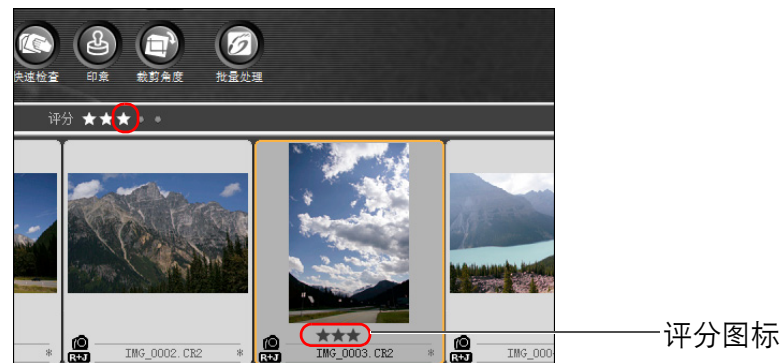 快速检查 印章 裁剪角度 批量处理
评分
评分图标
R+J IMG_0002.CR2 *
R+J IMG_0003.CR2 *
R+J IMG_000
*